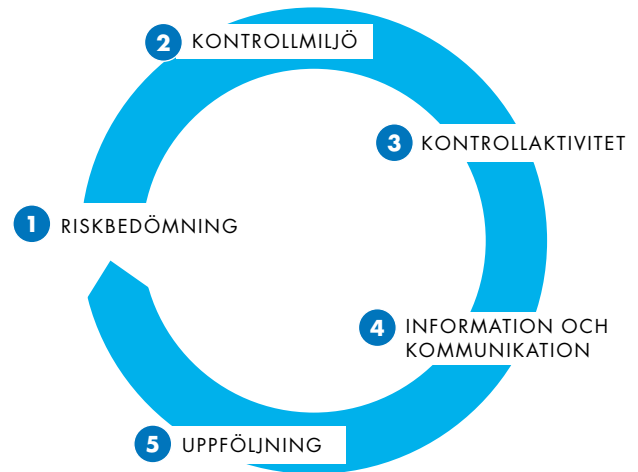 1 RISKBEDÖMNING
2 KONTROLLMILJÖ
3 KONTROLLAKTIVITET
4 INFORMATION OCH
KOMMUNIKATION
5 UPPFÖLJNING